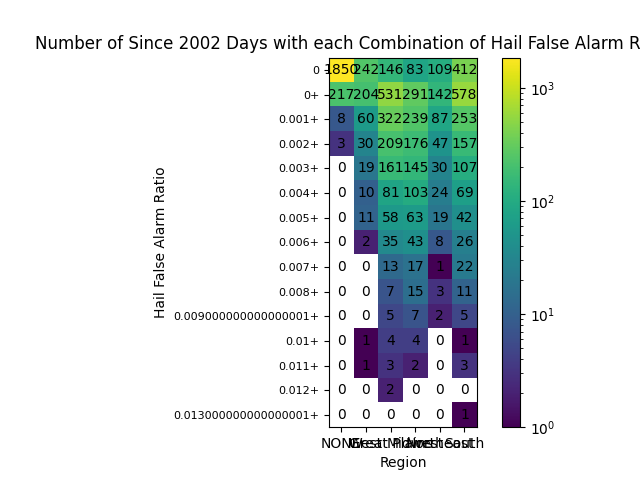 Number of Since 2002 Days with each Combination of Hail False Alarm R
0 1850 242 146 83 109 412
0+ 217 204 531 291 142 578
0.001+ 8 60 322 239 87 253
0.002+ 3 30 209 176 47 157
0.003+ 0 19 161 145 30 107
0.004+ 0 10 81 103 24 69
0.005+ 0 11 58 63 19 42
0.006+ 0 2 35 43 8 26
0.007+ 0 0 13 17 1 22
0.008+ 0 0 7 15 3 11
0.009000000000000001+ 0 0 5 7 2 5
0.01+ 0 1 4 4 0 1
0.011+ 0 1 3 2 0 3
0.012+ 0 0 2 0 0 0
0.013000000000000001+ 0 0 0 0 0 1
NONE West Great Plains Midwest Northeast South
Region
Hail False Alarm Ratio
10³
10²
10¹
10⁰